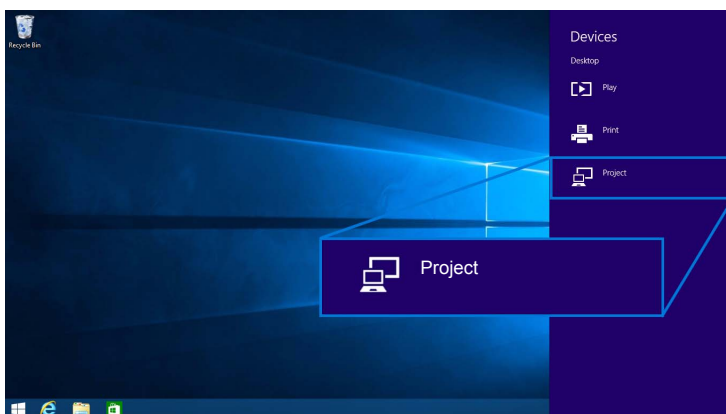 Recycle Bin
Devices
Desktop
Play
Print
Project
Project